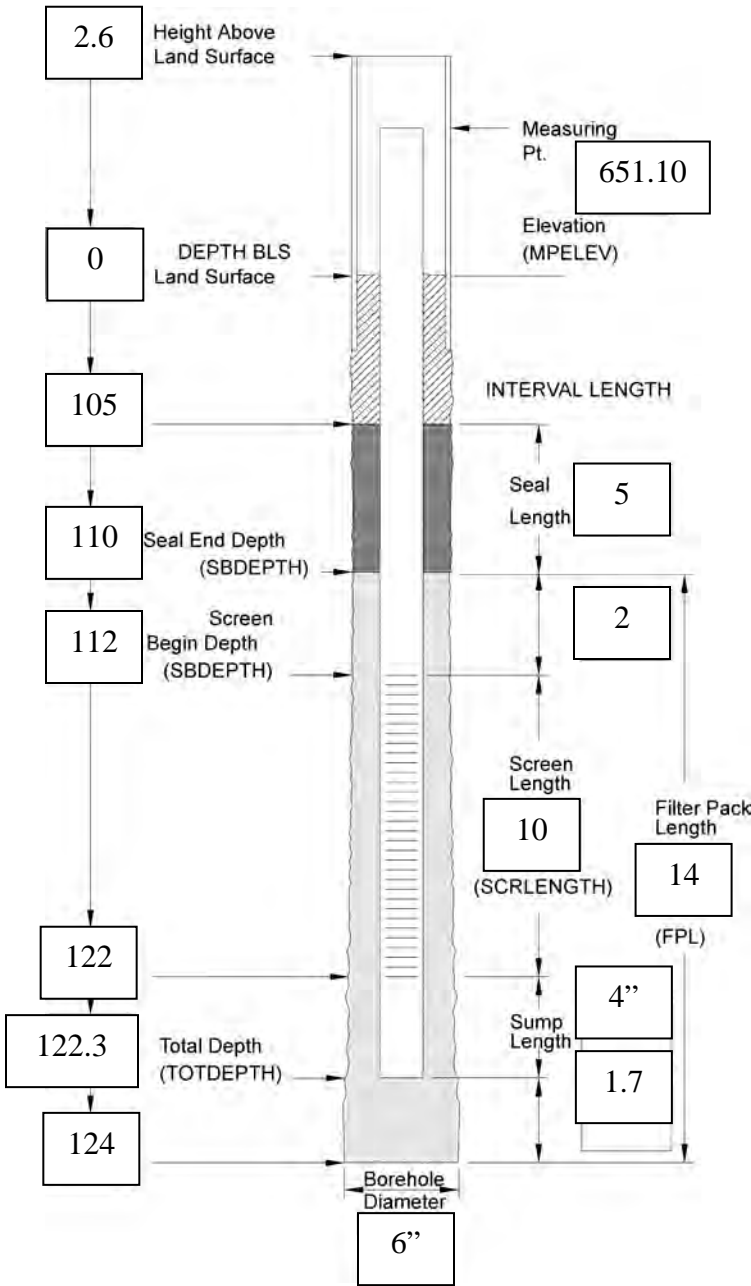 2.6
Height Above
Land Surface
Measuring
Pt.
651.10
Elevation
(MPELEV)
0
DEPTH BLS
Land Surface
105
INTERVAL LENGTH
Seal
Length
5
110
Seal End Depth
(SBDEPTH)
2
112
Screen
Begin Depth
(SBDEPTH)
Screen
Length
10
(SCRLENGTH)
Filter Pack
Length
14
(FPL)
122
4”
Sump
Length
122.3
Total Depth
(TOTDEPTH)
1.7
124
Borehole
Diameter
6”